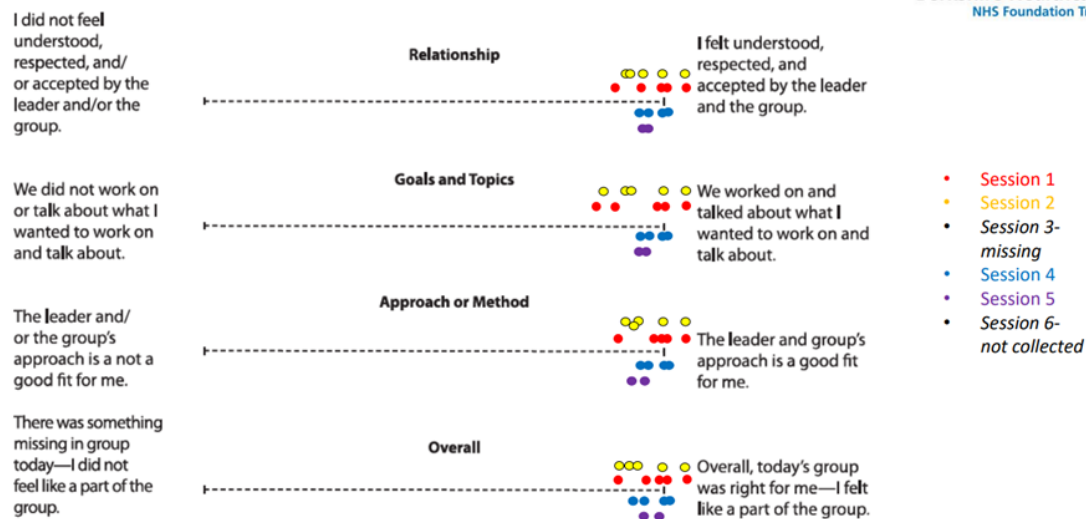 NHS Foundation
I did not feel
understood,
respected, and/
or accepted by the
leader and/or the
group.
Relationship
I felt understood,
respected, and
accepted by the leader
and the group.
We did not work on
or talk about what I
wanted to work on
and talk about.
Goals and Topics
We worked on and
talked about what I
wanted to work on and
talk about.
The leader and/
or the group's
approach is a not a
good fit for me.
Approach or Method
The leader and group's
approach is a good fit
for me.
There was something
missing in group
today—I did not
feel like a part of the
group.
Overall
Overall, today's group
was right for me—I felt
like a part of the group.
• Session 1
• Session 2
• Session 3-
missing
• Session 4
• Session 5
• Session 6-
not collected